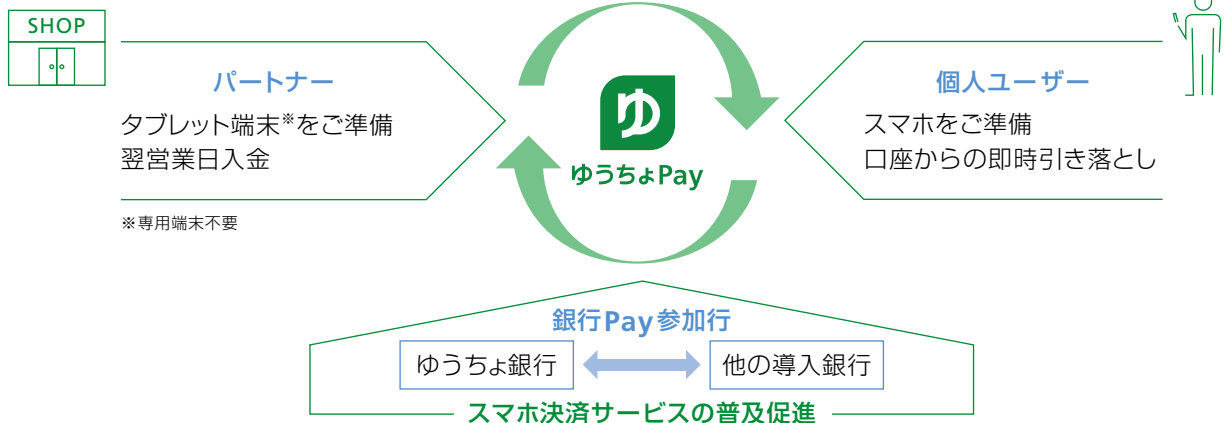 SHOP
パートナー
タブレット端末※をご準備
翌営業日入金
※専用端末不要
ゆ
ゆうちょPay
個人ユーザー
スマホをご準備
口座からの即時引き落とし
銀行Pay参加行
ゆうちょ銀行
他の導入銀行
スマホ決済サービスの普及促進